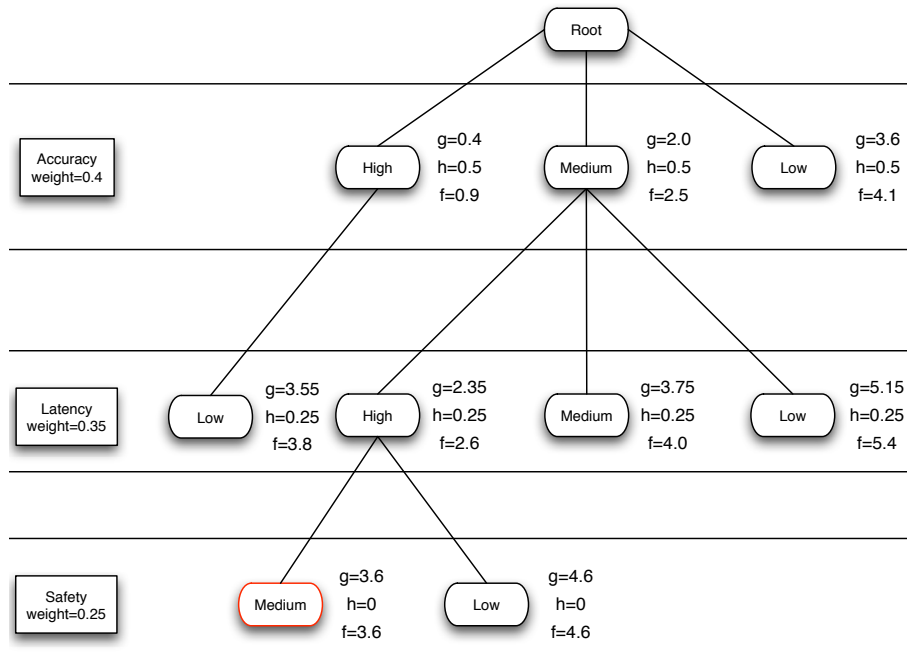 Root
Accuracy
weight=0.4
High
g=0.4
h=0.5
f=0.9
Medium
g=2.0
h=0.5
f=2.5
Low
g=3.6
h=0.5
f=4.1
Latency
weight=0.35
Low
g=3.55
h=0.25
f=3.8
High
g=2.35
h=0.25
f=2.6
Medium
g=3.75
h=0.25
f=4.0
Low
g=5.15
h=0.25
f=5.4
Safety
weight=0.25
Medium
g=3.6
h=0
f=3.6
Low
g=4.6
h=0
f=4.6